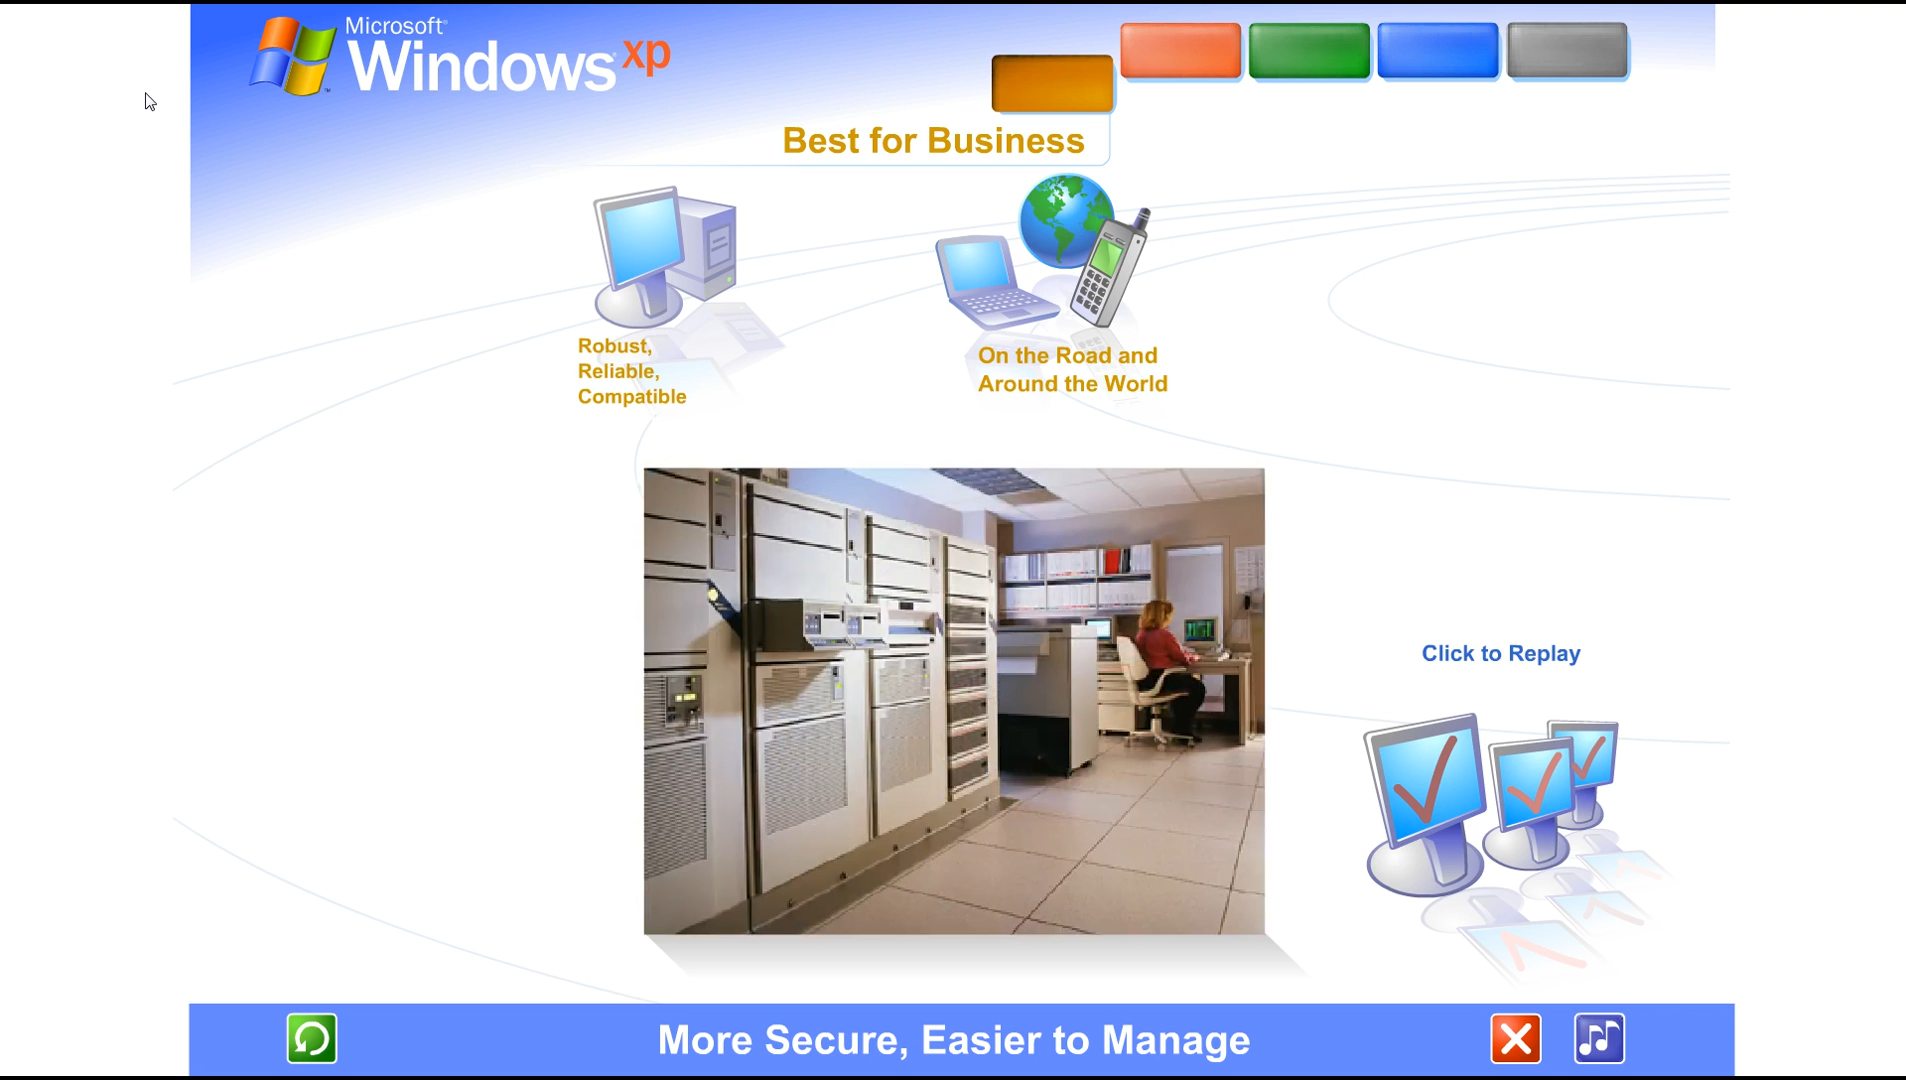 Microsoft®
Windows xp
Best for Business
Robust,
Reliable,
Compatible
On the Road and
Around the World
Click to Replay
More Secure, Easier to Manage